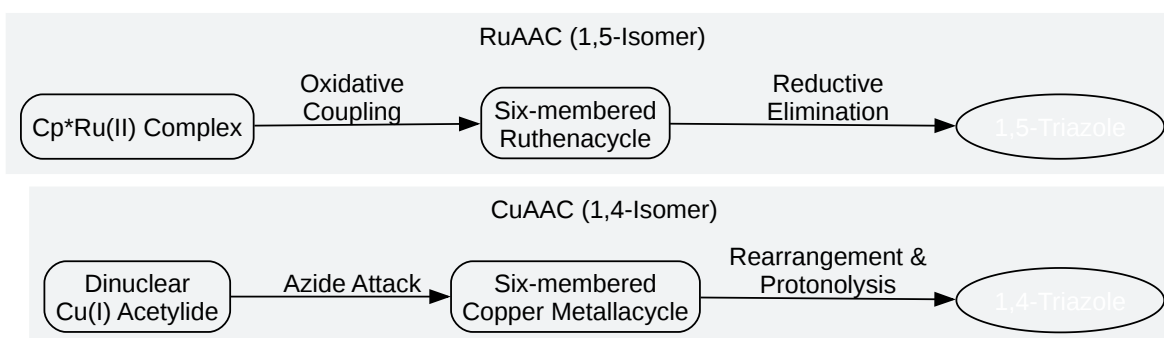 RuAAC (1,5-Isomer)
Cp*Ru(II) Complex
Oxidative
Coupling
Six-membered
Ruthenacycle
Reductive
Elimination
1,5-Triazole
CuAAC (1,4-Isomer)
Dinuclear
Cu(I) Acetylide
Azide Attack
Six-membered
Copper Metallacycle
Rearrangement &
Protonolysis
1,4-Triazole